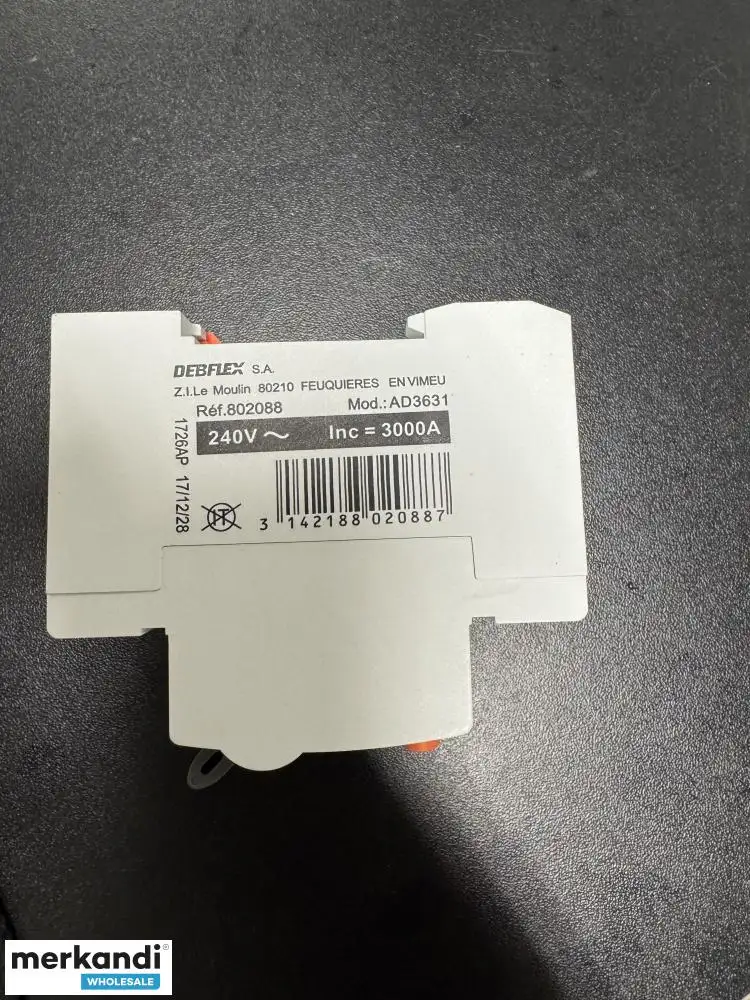 DEBFLEX S.A.
Z.I.Le Moulin 80210 FEUQUIERES EN VIMEU
Réf.802088 Mod.:AD3631
240V ~ Inc = 3000A
1726AP 17/12/28
IT
3 142188 020887
merkandi®
WHOLESALE